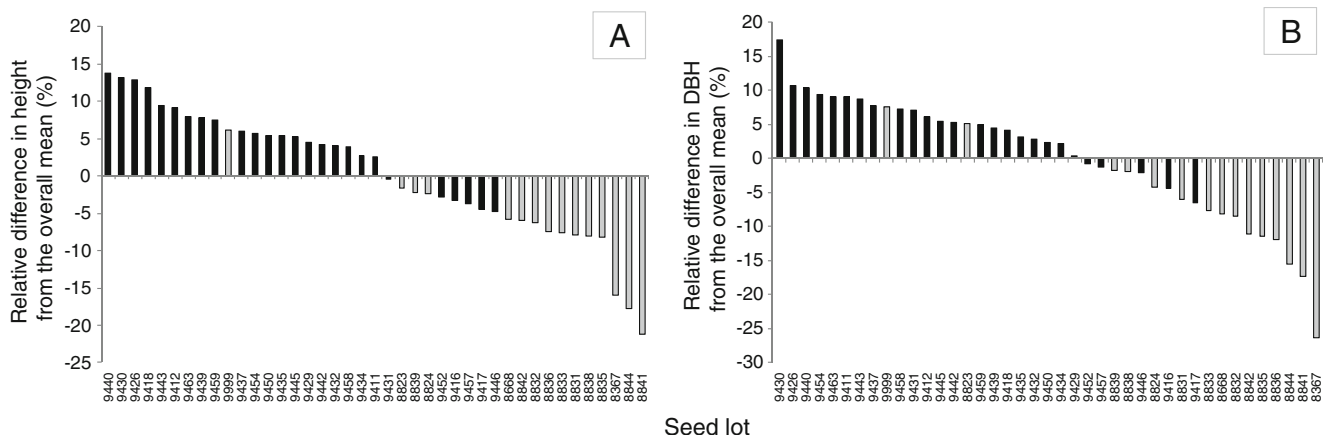 A
Relative difference in height
from the overall mean (%)
20
15
10
5
0
-5
-10
-15
-20
-25
9440 9430 9426 9418 9443 9412 9463 9439 9459 9999 9437 9454 9450 9435 9445 9429 9442 9432 9458 9434 9411 9431 8823 8839 8824 9452 9416 9457 9417 9446 8668 8842 8832 8836 8833 8831 8838 8835 8367 8844 8841
B
Relative difference in DBH
from the overall mean (%)
20
15
10
5
0
-5
-10
-15
-20
-25
-30
9430 9426 9440 9454 9463 9411 9443 9437 9999 9458 9431 9412 9445 9442 8823 9459 9439 9418 9435 9432 9450 9434 9429 9452 9457 8839 8838 9446 8824 9416 8831 9417 8833 8668 8832 8842 8835 8836 8844 8841 8367
Seed lot